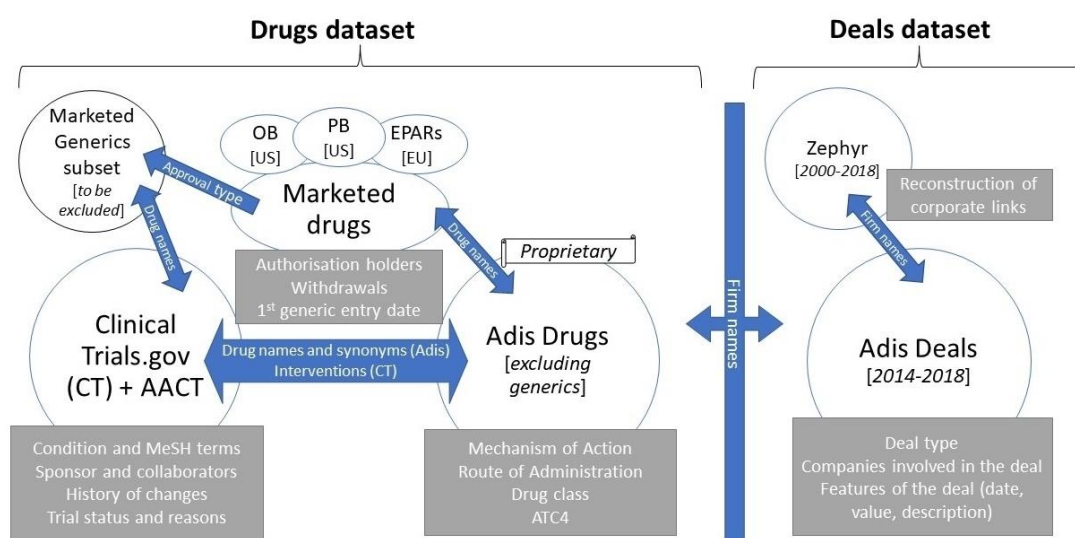 Drugs dataset
Deals dataset
Marketed
Generics
subset
[to be
excluded]
OB
[US]
PB
[US]
EPARs
[EU]
Approval type
Marketed
drugs
Drug names
Drug names
Proprietary
Authorisation holders
Withdrawals
1st generic entry date
Clinical
Trials.gov
(CT) + AACT
Drug names and synonyms (Adis)
Interventions (CT)
Adis Drugs
[excluding
generics]
Condition and MeSH terms
Sponsor and collaborators
History of changes
Trial status and reasons
Mechanism of Action
Route of Administration
Drug class
ATC4
Firm names
Zephyr
[2000-2018]
Reconstruction of
corporate links
Firm names
Adis Deals
[2014-2018]
Deal type
Companies involved in the deal
Features of the deal (date,
value, description)